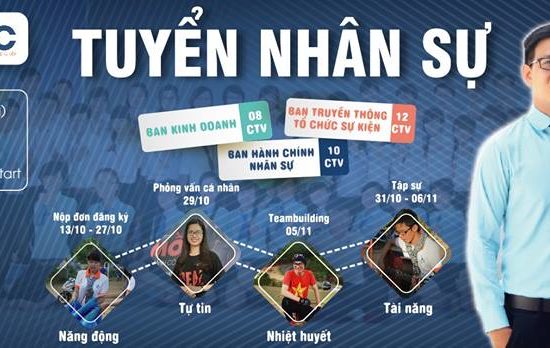 C
TUYỂN NHÂN SỰ
BAN KINH DOANH
08
CTV
BAN TRUYỀN THÔNG
TỔ CHỨC SỰ KIỆN
12
CTV
BAN HÀNH CHÍNH
NHÂN SỰ
10
CTV
tart
Nộp đơn đăng ký
13/10 - 27/10
Phỏng vấn cá nhân
29/10
Teambuilding
05/11
Tập sự
31/10 - 06/11
Năng động
Tự tin
Nhiệt huyết
Tài năng